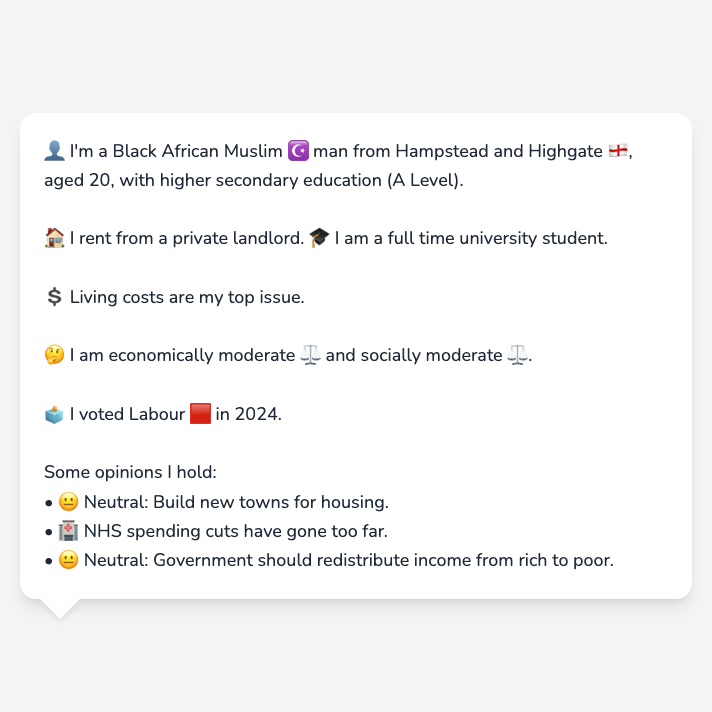 👤 I'm a Black African Muslim ☪️ man from Hampstead and Highgate 🏴󠁧󠁢󠁥󠁮󠁧󠁿,
aged 20, with higher secondary education (A Level).
🏠 I rent from a private landlord. 🎓 I am a full time university student.
💲 Living costs are my top issue.
🤔 I am economically moderate ⚖️ and socially moderate ⚖️.
🗳️ I voted Labour 🟥 in 2024.
Some opinions I hold:
• 😐 Neutral: Build new towns for housing.
• 🏥 NHS spending cuts have gone too far.
• 😐 Neutral: Government should redistribute income from rich to poor.